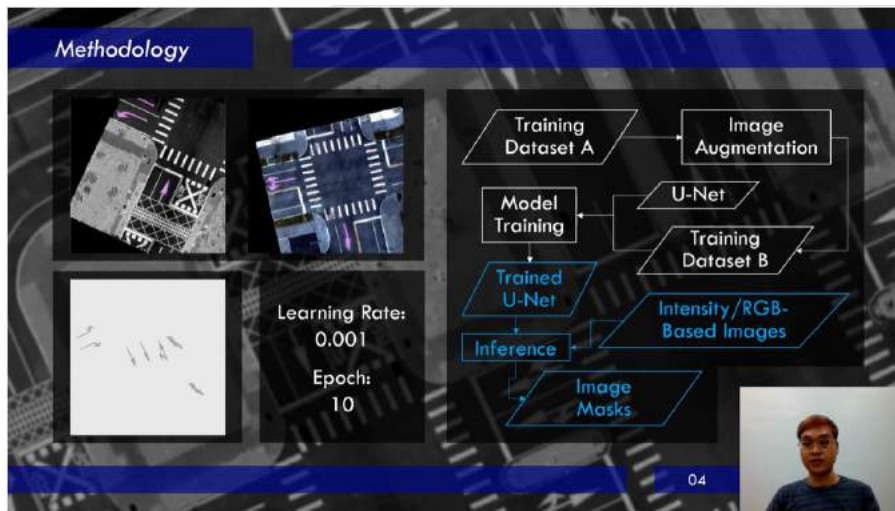 Methodology
Learning Rate:
0.001
Epoch:
10
Training
Dataset A
Image
Augmentation
U-Net
Model
Training
Training
Dataset B
Trained
U-Net
Intensity/RGB-
Based Images
Inference
Image
Masks
04